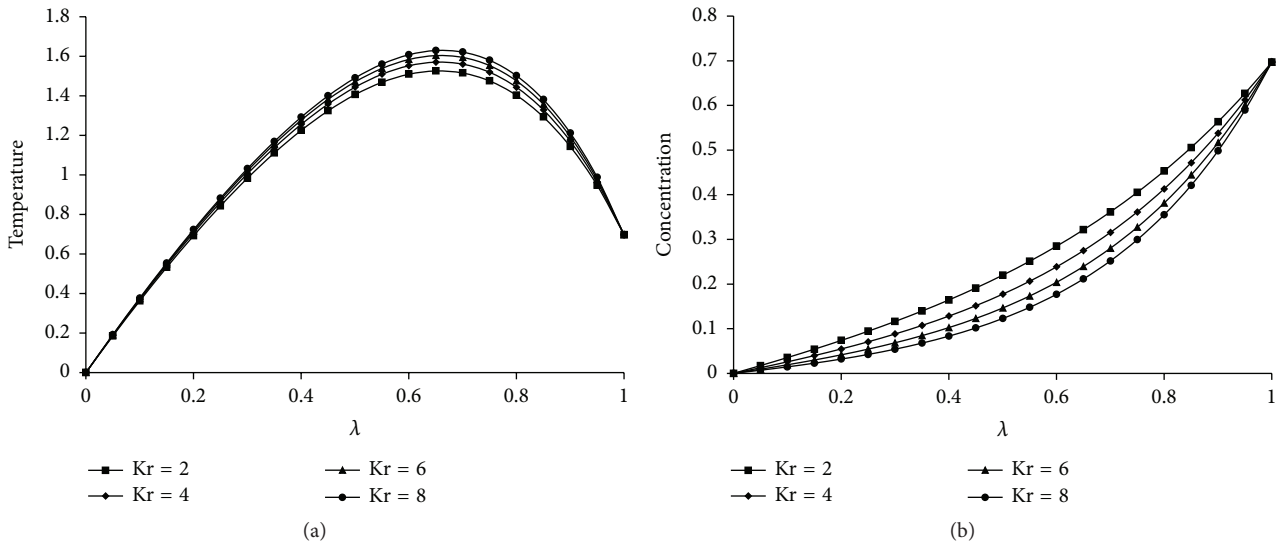 Temperature
1.8
1.6
1.4
1.2
1
0.8
0.6
0.4
0.2
0
0 0.2 0.4 0.6 0.8 1
λ
Kr = 2 Kr = 6
Kr = 4 Kr = 8
(a)
Concentration
0.8
0.7
0.6
0.5
0.4
0.3
0.2
0.1
0
0 0.2 0.4 0.6 0.8 1
λ
Kr = 2 Kr = 6
Kr = 4 Kr = 8
(b)